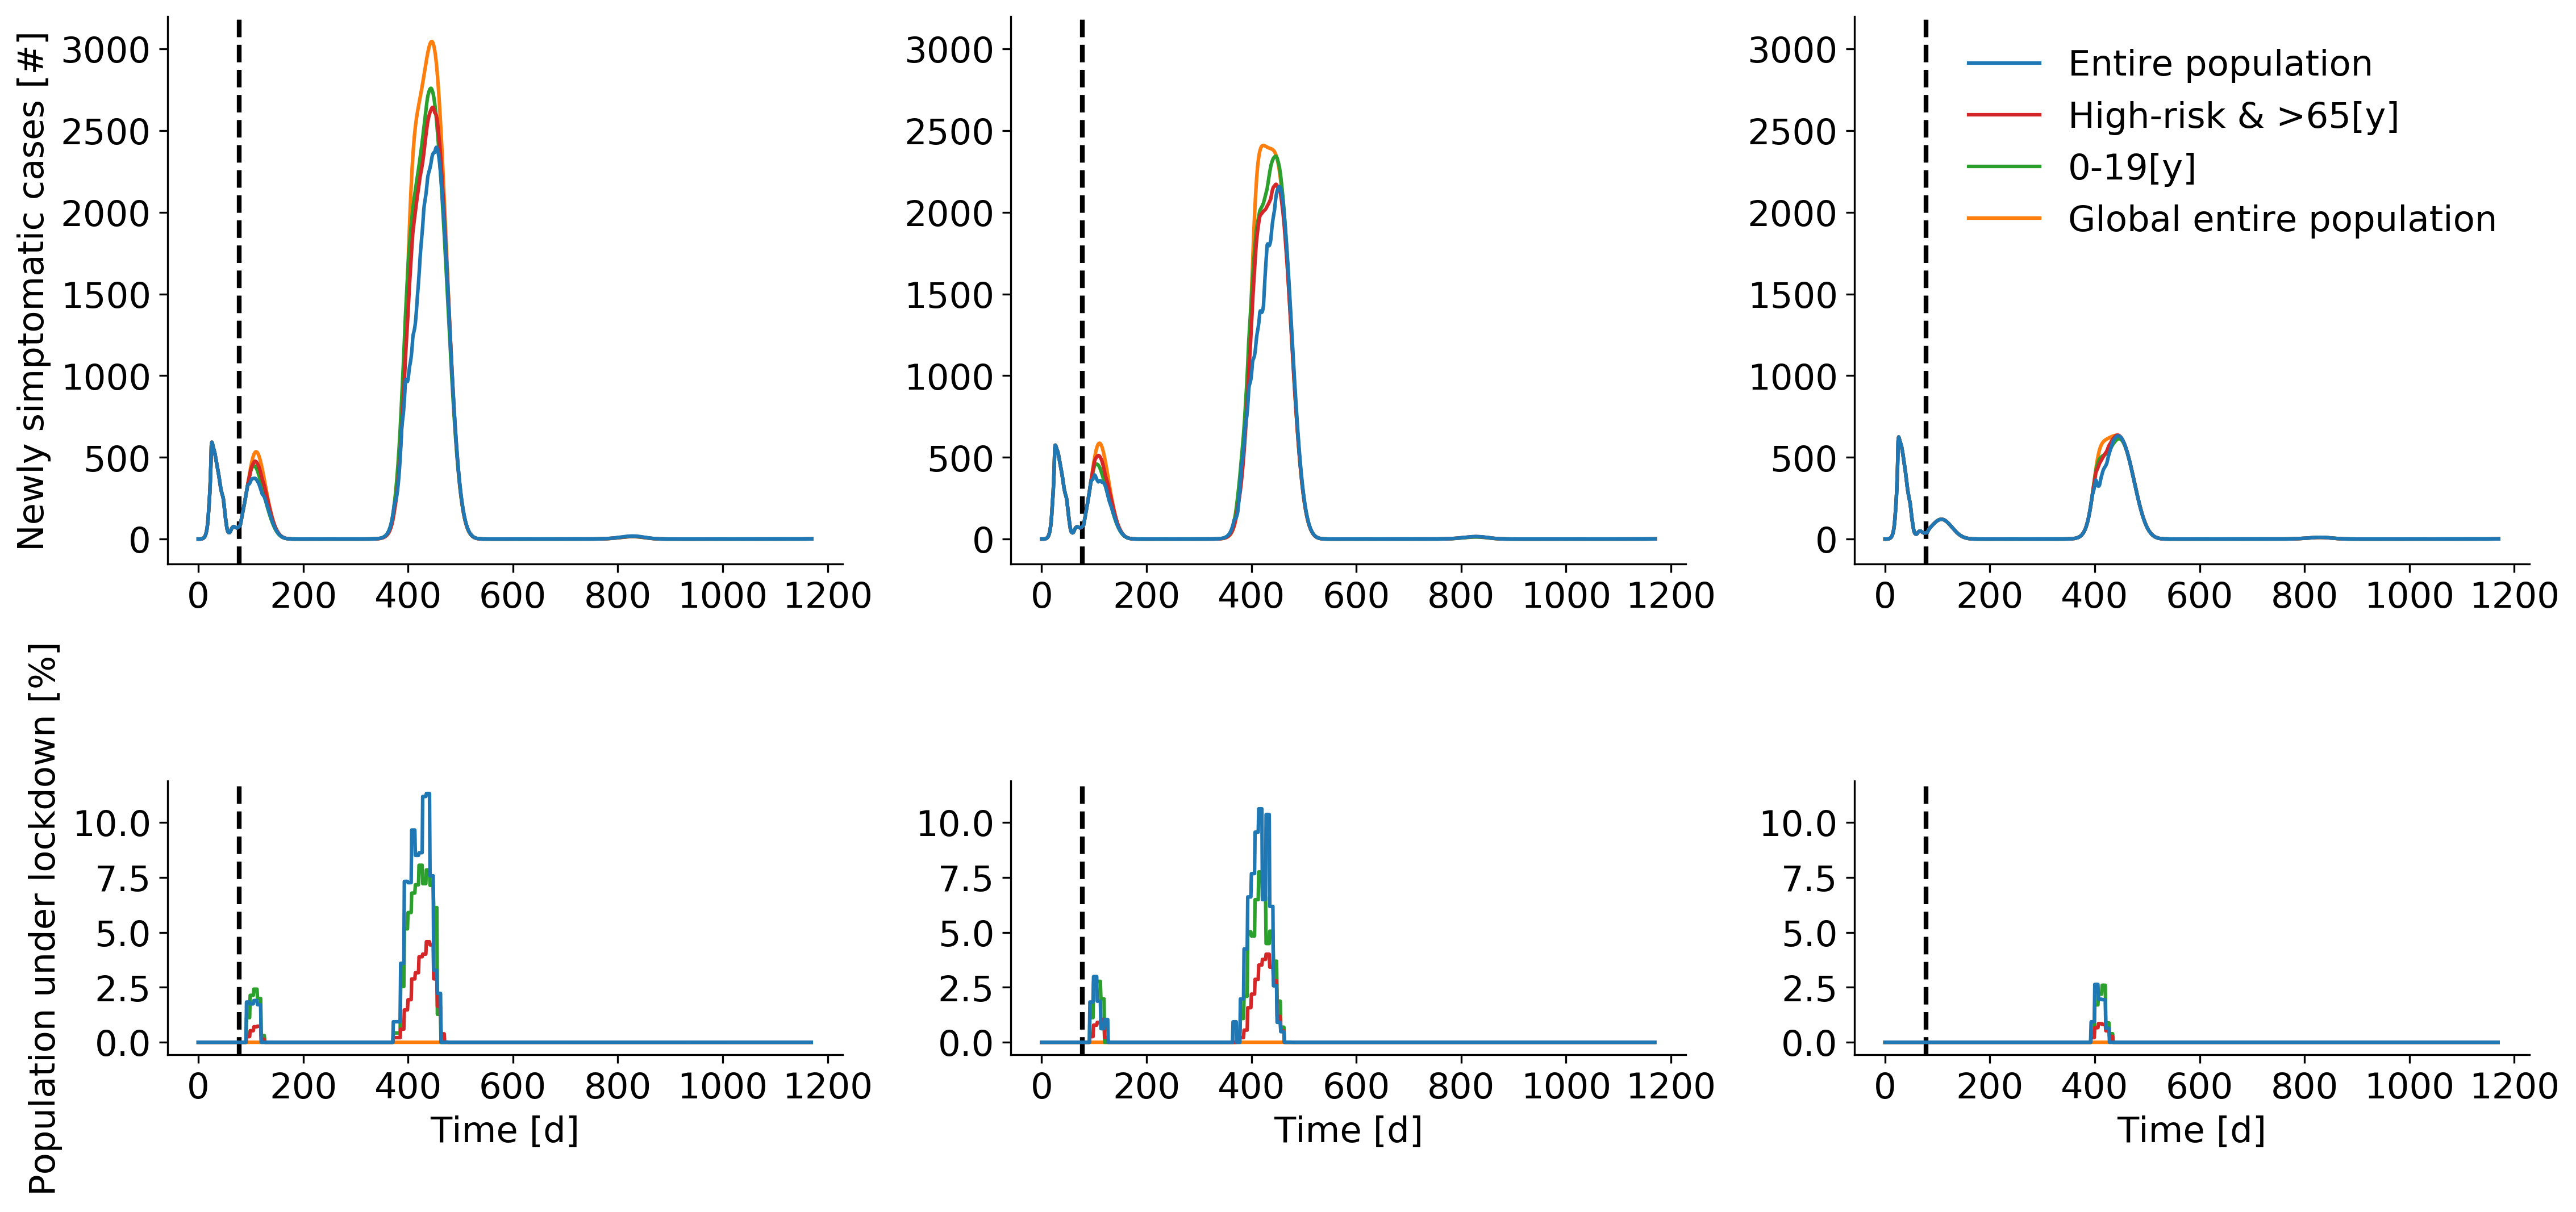 Newly simptomatic cases [#]
3000
2500
2000
1500
1000
500
0
0 200 400 600 800 1000 1200
3000
2500
2000
1500
1000
500
0
0 200 400 600 800 1000 1200
3000
2500
2000
1500
1000
500
0
0 200 400 600 800 1000 1200
Entire population
High-risk & >65[y]
0-19[y]
Global entire population
Population under lockdown [%]
10.0
7.5
5.0
2.5
0.0
0 200 400 600 800 1000 1200
Time [d]
10.0
7.5
5.0
2.5
0.0
0 200 400 600 800 1000 1200
Time [d]
10.0
7.5
5.0
2.5
0.0
0 200 400 600 800 1000 1200
Time [d]